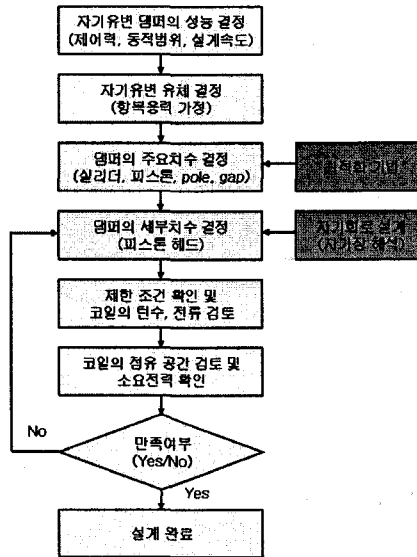 자기유변 댐퍼의 성능 결정
(제어력, 동적범위, 설계속도)
자기유변 유체 결정
(항복응력 가정)
댐퍼의 주요치수 결정
(실리더, 피스톤, pole, gap)
최적화 기법
댐퍼의 세부치수 결정
(피스톤 헤드)
자기회로 설계
(자기장 해석)
제한 조건 확인 및
코일의 턴수, 전류 검토
코일의 점유 공간 검토 및
소요전력 확인
No
만족여부
(Yes/No)
Yes
설계 완료